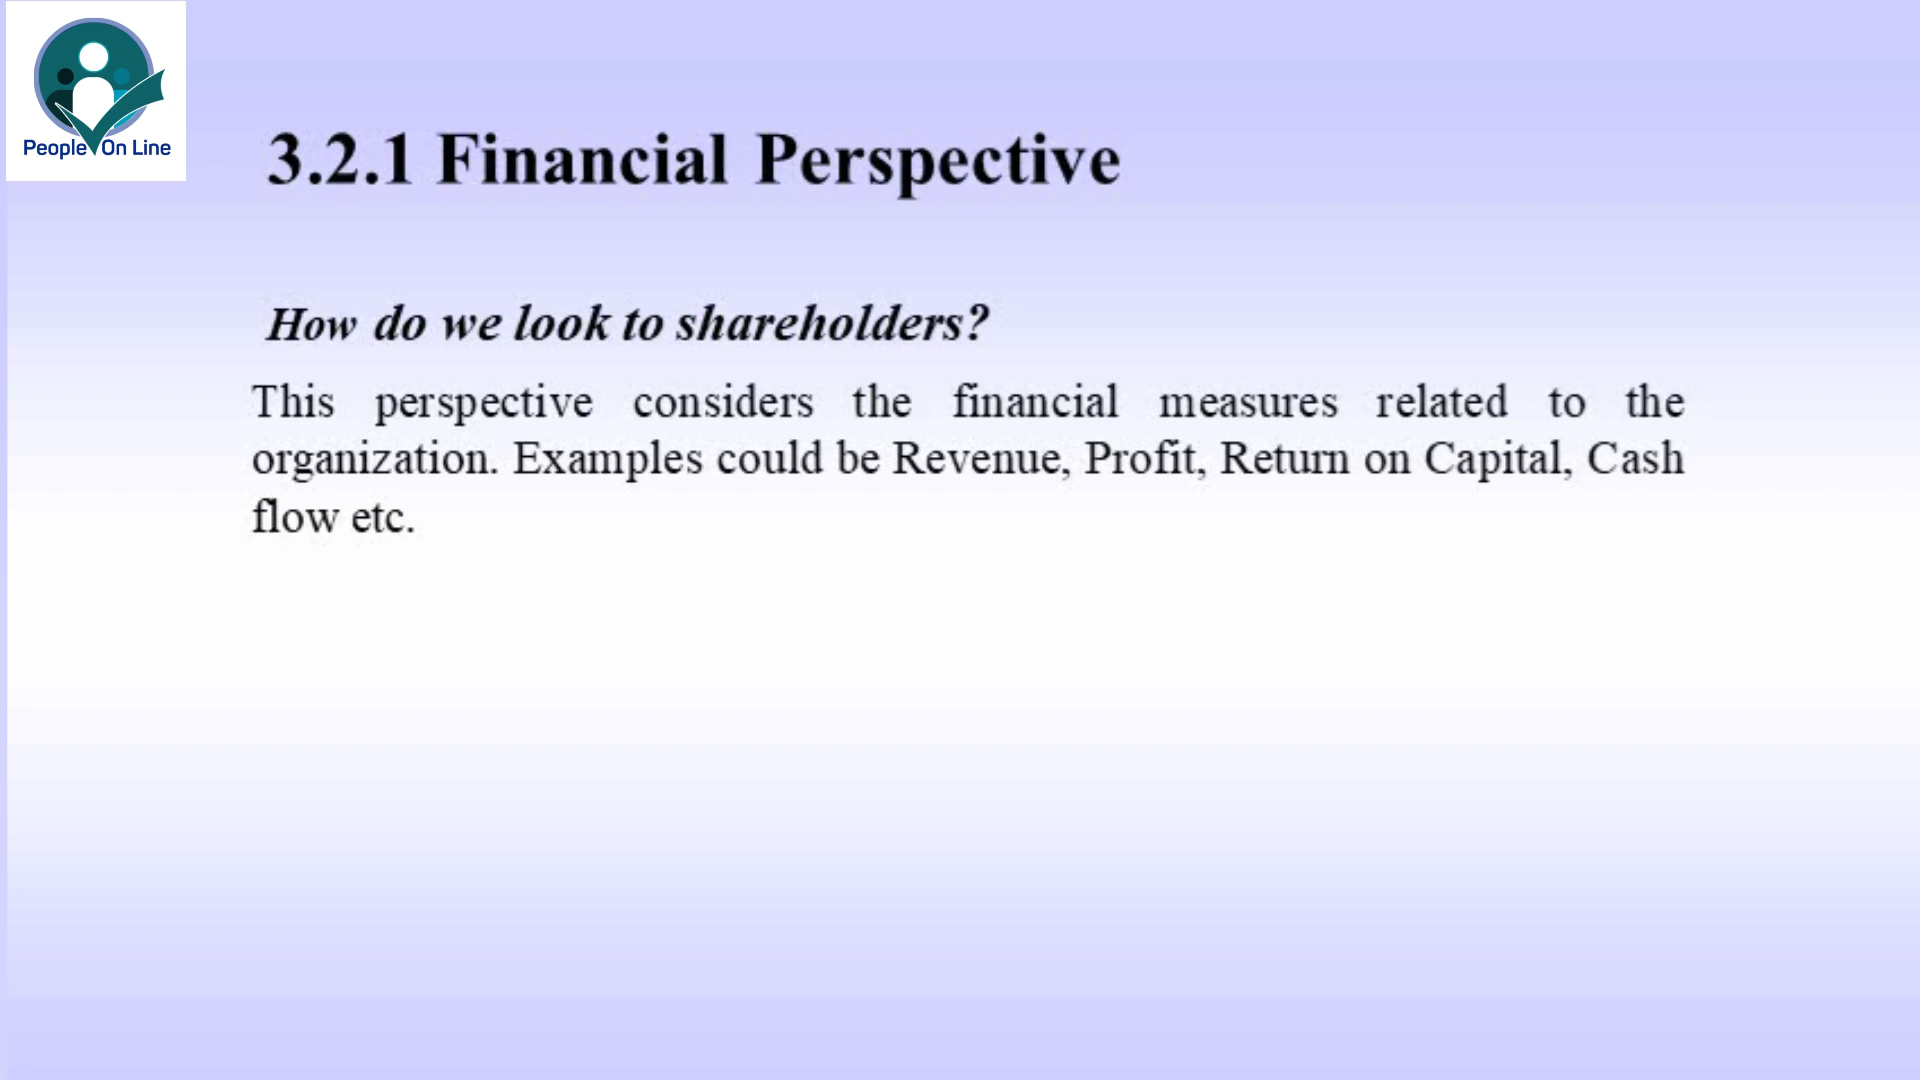 People On Line
3.2.1 Financial Perspective
How do we look to shareholders?
This perspective considers the financial measures related to the
organization. Examples could be Revenue, Profit, Return on Capital, Cash
flow etc.